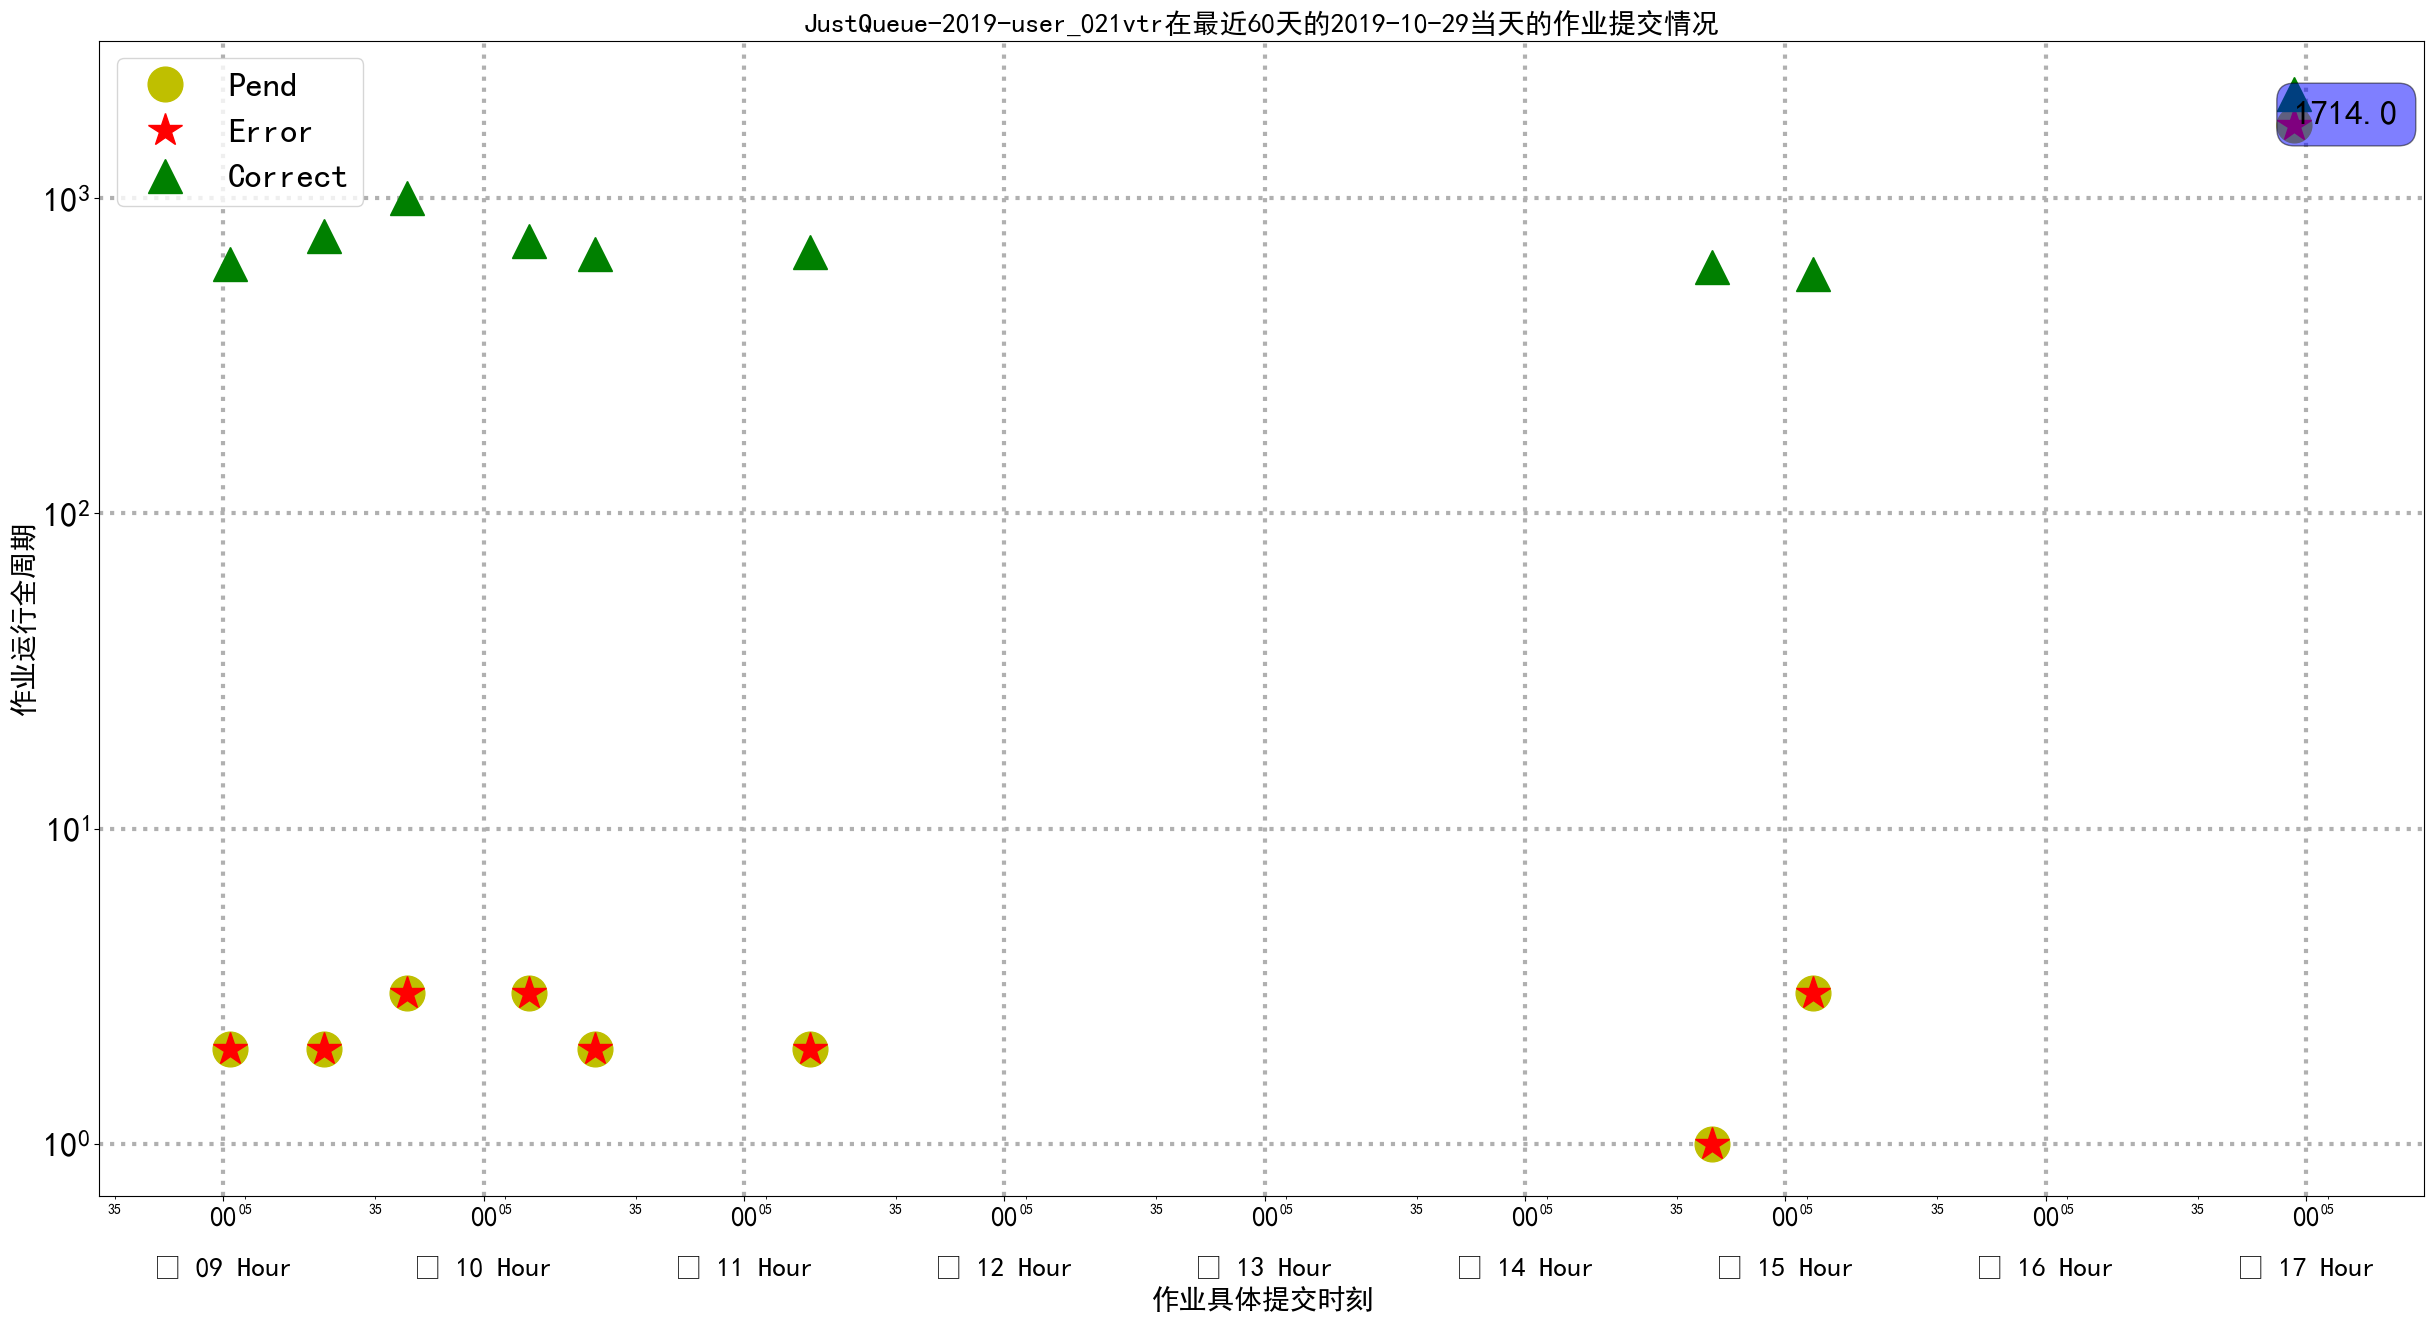 JustQueue-2019-user_021vtr在最近60天的2019-10-29当天的作业提交情况
Pend
Error
Correct
1714.0
10³
10²
10¹
10⁰
作业运行全周期
35 00 05 35 00 05 35 00 05 35 00 05 35 00 05 35 00 05 35 00 05 35 00 05 35 00 05
□ 09 Hour □ 10 Hour □ 11 Hour □ 12 Hour □ 13 Hour □ 14 Hour □ 15 Hour □ 16 Hour □ 17 Hour
作业具体提交时刻